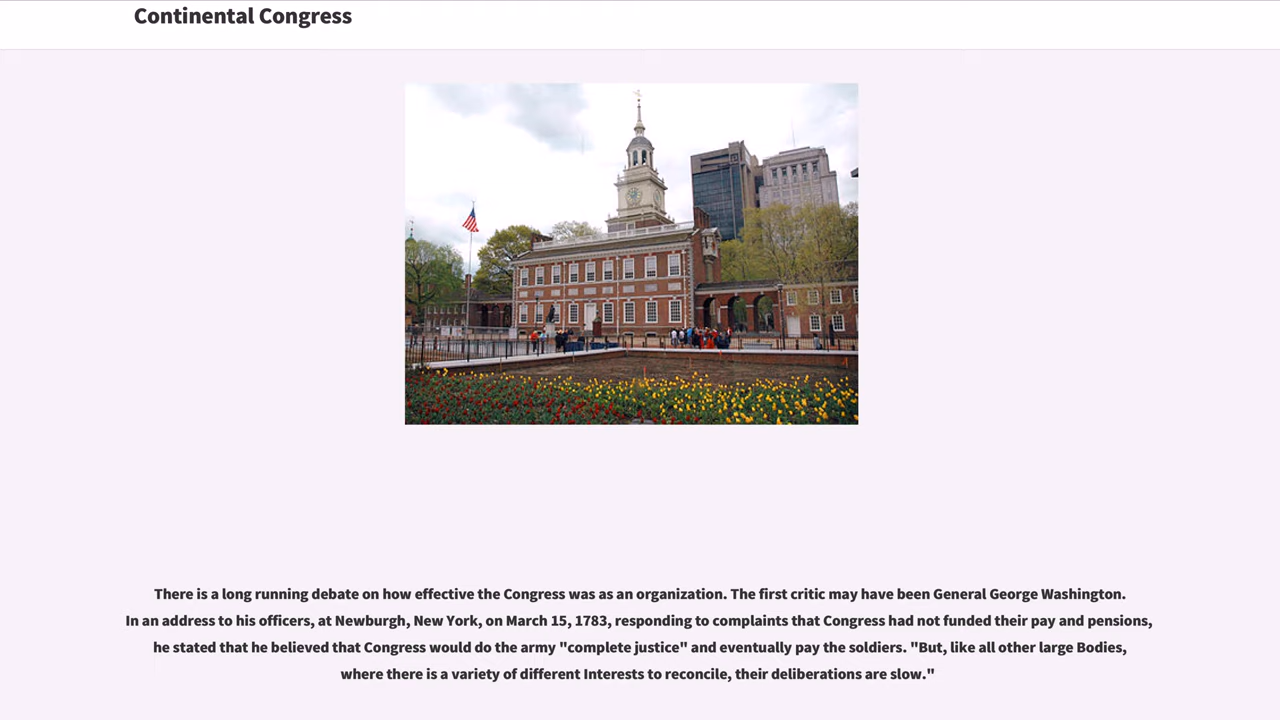 Continental Congress
There is a long running debate on how effective the Congress was as an organization. The first critic may have been General George Washington.
In an address to his officers, at Newburgh, New York, on March 15, 1783, responding to complaints that Congress had not funded their pay and pensions,
he stated that he believed that Congress would do the army "complete justice" and eventually pay the soldiers. "But, like all other large Bodies,
where there is a variety of different Interests to reconcile, their deliberations are slow."